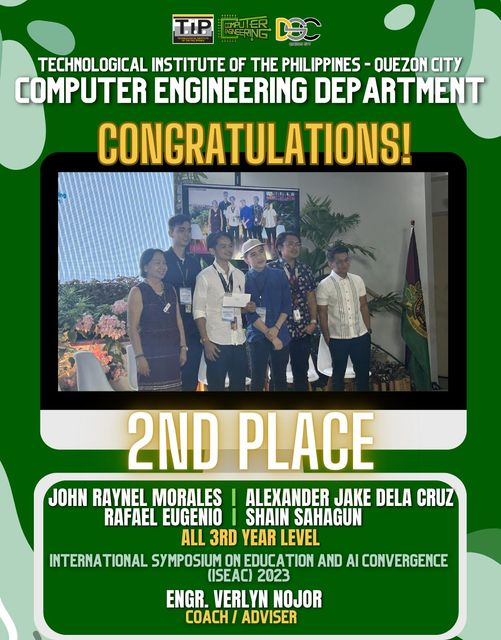 T.I.P
COMPUTER
ENGINEERING
TECHNOLOGICAL INSTITUTE OF THE PHILIPPINES - QUEZON CITY
COMPUTER ENGINEERING DEPARTMENT
CONGRATULATIONS!
2ND PLACE
JOHN RAYNEL MORALES | ALEXANDER JAKE DELA CRUZ
RAFAEL EUGENIO | SHAIN SAHAGUN
ALL 3RD YEAR LEVEL
INTERNATIONAL SYMPOSIUM ON EDUCATION AND AI CONVERGENCE
(ISEAC) 2023
ENGR. VERLYN NOJOR
COACH / ADVISER